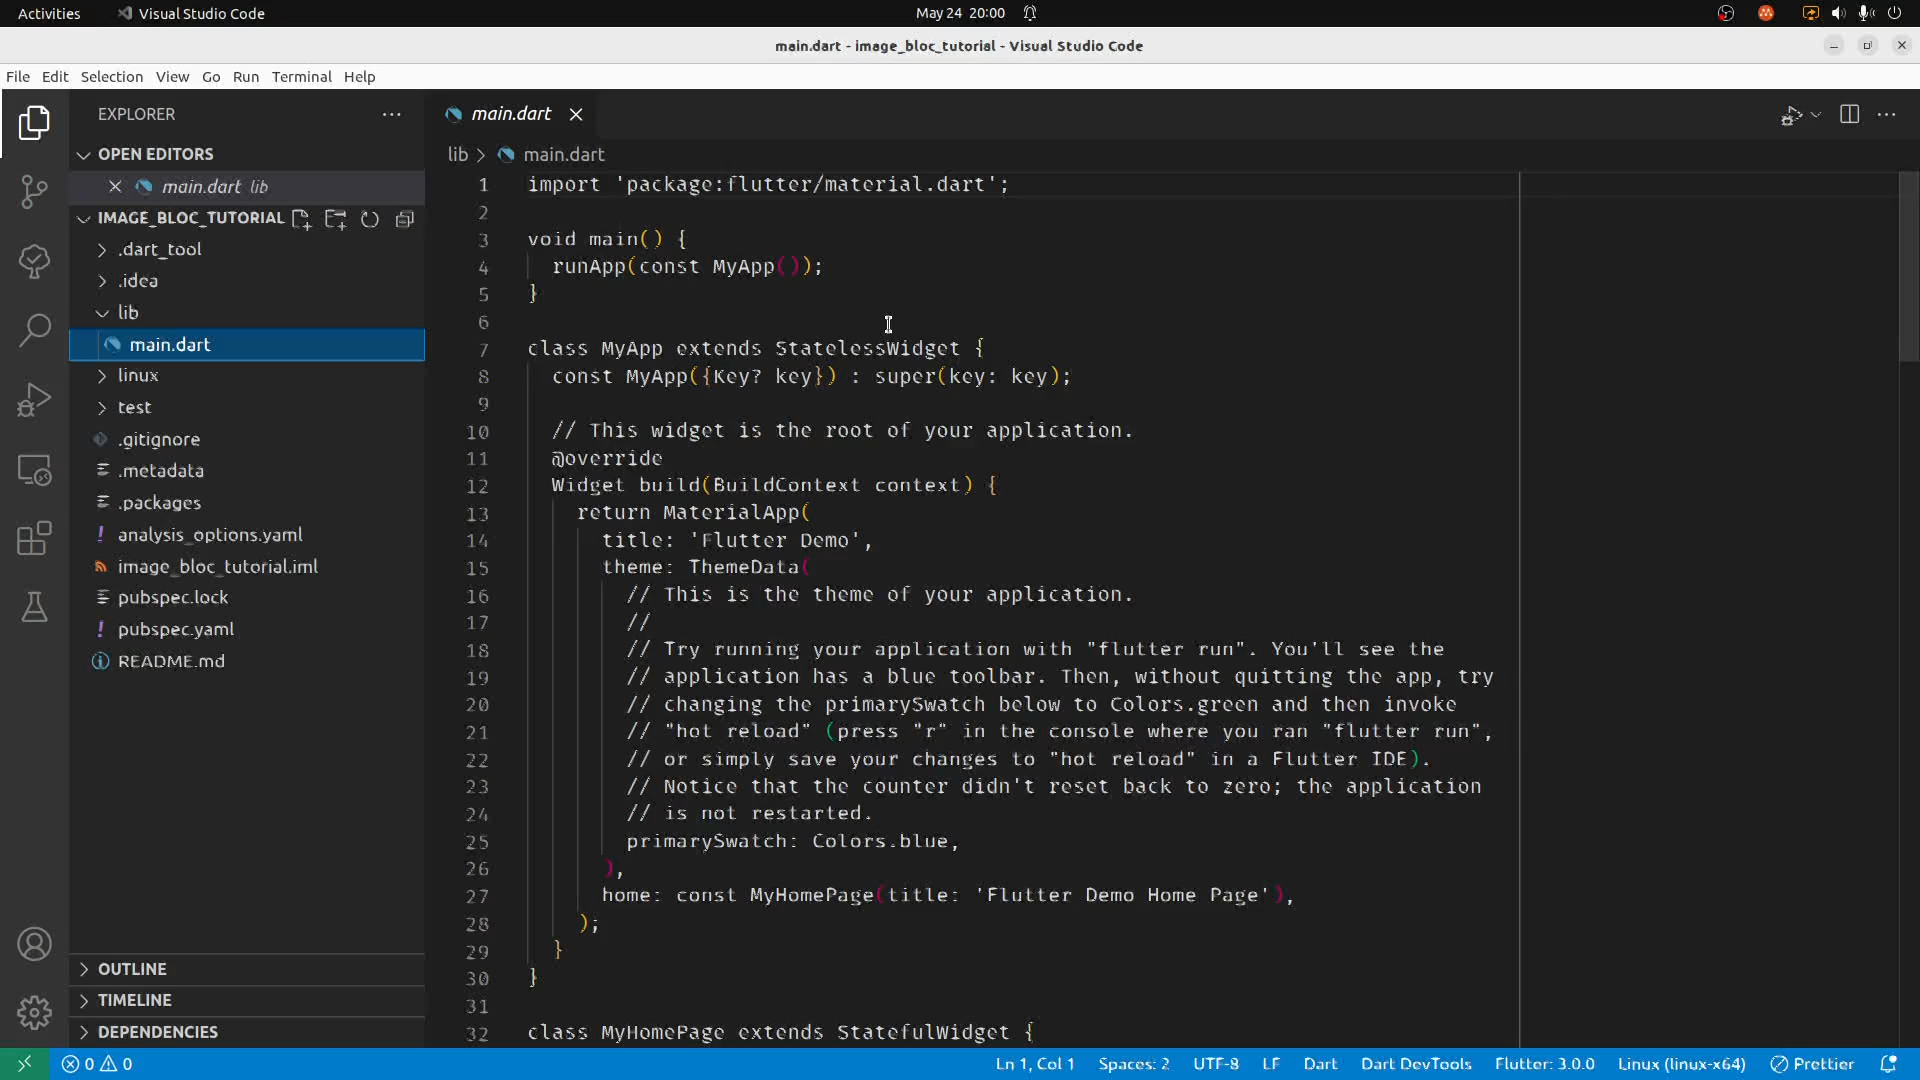 Activities Visual Studio Code May 24 20:00
main.dart - image_bloc_tutorial - Visual Studio Code
File Edit Selection View Go Run Terminal Help
EXPLORER
OPEN EDITORS
main.dart lib
IMAGE_BLOC_TUTORIAL
.dart_tool
.idea
lib
main.dart
linux
test
.gitignore
.metadata
.packages
analysis_options.yaml
image_bloc_tutorial.iml
pubspec.lock
pubspec.yaml
README.md
OUTLINE
TIMELINE
DEPENDENCIES
main.dart
lib > main.dart
1 import 'package:flutter/material.dart';
2
3 void main() {
4 runApp(const MyApp());
5 }
6
7 class MyApp extends StatelessWidget {
8 const MyApp({Key? key}) : super(key: key);
9
10 // This widget is the root of your application.
11 @override
12 Widget build(BuildContext context) {
13 return MaterialApp(
14 title: 'Flutter Demo',
15 theme: ThemeData(
16 // This is the theme of your application.
17 //
18 // Try running your application with "flutter run". You'll see the
19 // application has a blue toolbar. Then, without quitting the app, try
20 // changing the primarySwatch below to Colors.green and then invoke
21 // "hot reload" (press "r" in the console where you ran "flutter run",
22 // or simply save your changes to "hot reload" in a Flutter IDE).
23 // Notice that the counter didn't reset back to zero; the application
24 // is not restarted.
25 primarySwatch: Colors.blue,
26 ),
27 home: const MyHomePage(title: 'Flutter Demo Home Page'),
28 );
29 }
30 }
31
32 class MyHomePage extends StatefulWidget {
0 0 Ln 1, Col 1 Spaces: 2 UTF-8 LF Dart Dart DevTools Flutter: 3.0.0 Linux (linux-x64) Prettier